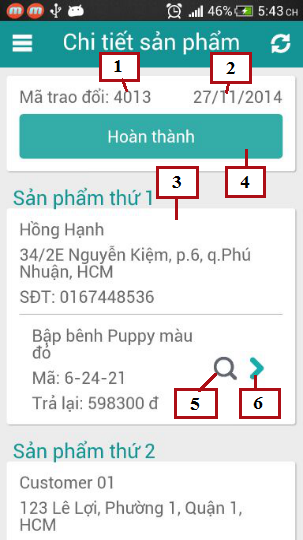 46% 5:43 CH
Chi tiết sản phẩm
1
2
Mã trao đổi: 4013 27/11/2014
Hoàn thành
4
3
Sản phẩm thứ 1
Hồng Hạnh
34/2E Nguyễn Kiệm, p.6, q.Phú
Nhuận, HCM
SĐT: 0167448536
Bập bênh Puppy màu
đỏ
Mã: 6-24-21
Trả lại: 598300 đ
5
6
Sản phẩm thứ 2
Customer 01
123 Lê Lợi, Phường 1, Quận 1,
HCM